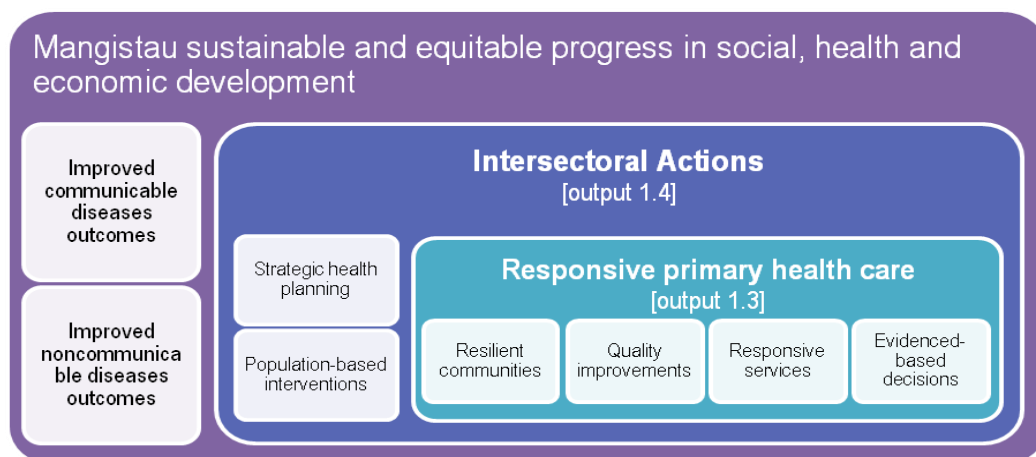 Mangistau sustainable and equitable progress in social, health and
economic development
Improved
communicable
diseases
outcomes
Improved
noncommunica
ble diseases
outcomes
Intersectoral Actions
[output 1.4]
Strategic health
planning
Population-based
interventions
Responsive primary health care
[output 1.3]
Resilient
communities
Quality
improvements
Responsive
services
Evidenced-
based
decisions